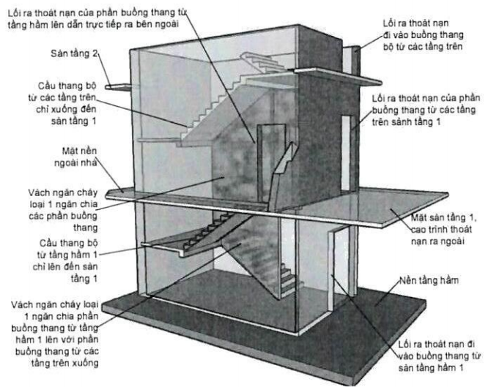 Lối ra thoát nạn của phần buồng thang từ
tầng hầm lên dẫn trực tiếp ra bên ngoài
Sàn tầng 2
Cầu thang bộ
từ các tầng trên
chỉ xuống đến
sàn tầng 1
Mặt nền
ngoài nhà
Vách ngăn cháy
loại 1 ngăn chia
các phần buồng
thang
Cầu thang bộ
từ tầng hầm 1
chỉ lên đến sàn
tầng 1
Vách ngăn cháy loại
1 ngăn chia phần
buồng thang từ tầng
hầm 1 lên với phần
buồng thang từ các
tầng trên xuống
Lối ra thoát nạn
đi vào buồng thang
bộ từ các tầng trên
Lối ra thoát nạn của phần
buồng thang từ các tầng
trên sảnh tầng 1
Mặt sàn tầng 1,
cao trình thoát
nạn ra ngoài
Nền tầng hầm
Lối ra thoát nạn đi
vào buồng thang từ
sàn tầng hầm 1